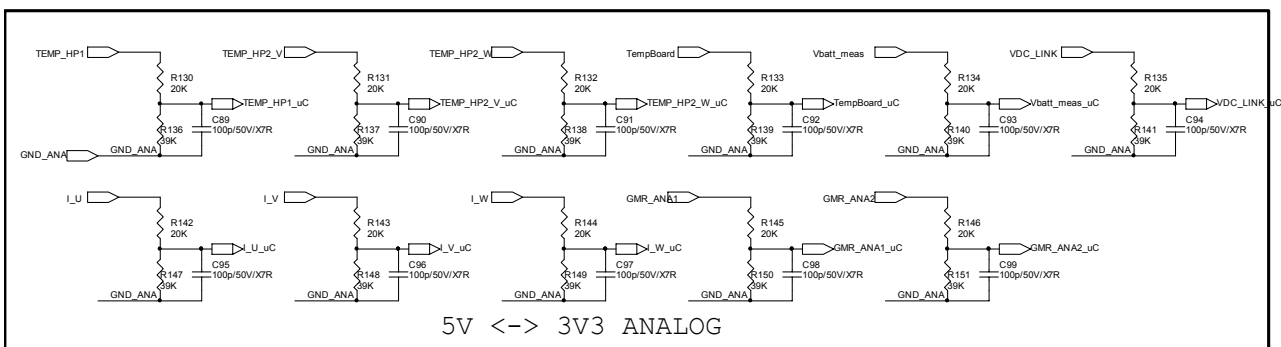 TEMP_HP1
R130
20K
TEMP_HP1_uC
C89
100p/50V/X7R
R136
39K
GND_ANA
GND_ANA
TEMP_HP2_V
R131
20K
TEMP_HP2_V_uC
C90
100p/50V/X7R
R137
39K
GND_ANA
TEMP_HP2_W
R132
20K
TEMP_HP2_W_uC
C91
100p/50V/X7R
R138
39K
GND_ANA
TempBoard
R133
20K
TempBoard_uC
C92
100p/50V/X7R
R139
39K
GND_ANA
Vbatt_meas
R134
20K
Vbatt_meas_uC
C93
100p/50V/X7R
R140
39K
GND_ANA
VDC_LINK
R135
20K
VDC_LINK_uC
C94
100p/50V/X7R
R141
39K
GND_ANA
I_U
R142
20K
I_U_uC
C95
100p/50V/X7R
R147
39K
GND_ANA
I_V
R143
20K
I_V_uC
C96
100p/50V/X7R
R148
39K
GND_ANA
I_W
R144
20K
I_W_uC
C97
100p/50V/X7R
R149
39K
GND_ANA
GMR_ANA1
R145
20K
GMR_ANA1_uC
C98
100p/50V/X7R
R150
39K
GND_ANA
GMR_ANA2
R146
20K
GMR_ANA2_uC
C99
100p/50V/X7R
R151
39K
GND_ANA
5V <-> 3V3 ANALOG